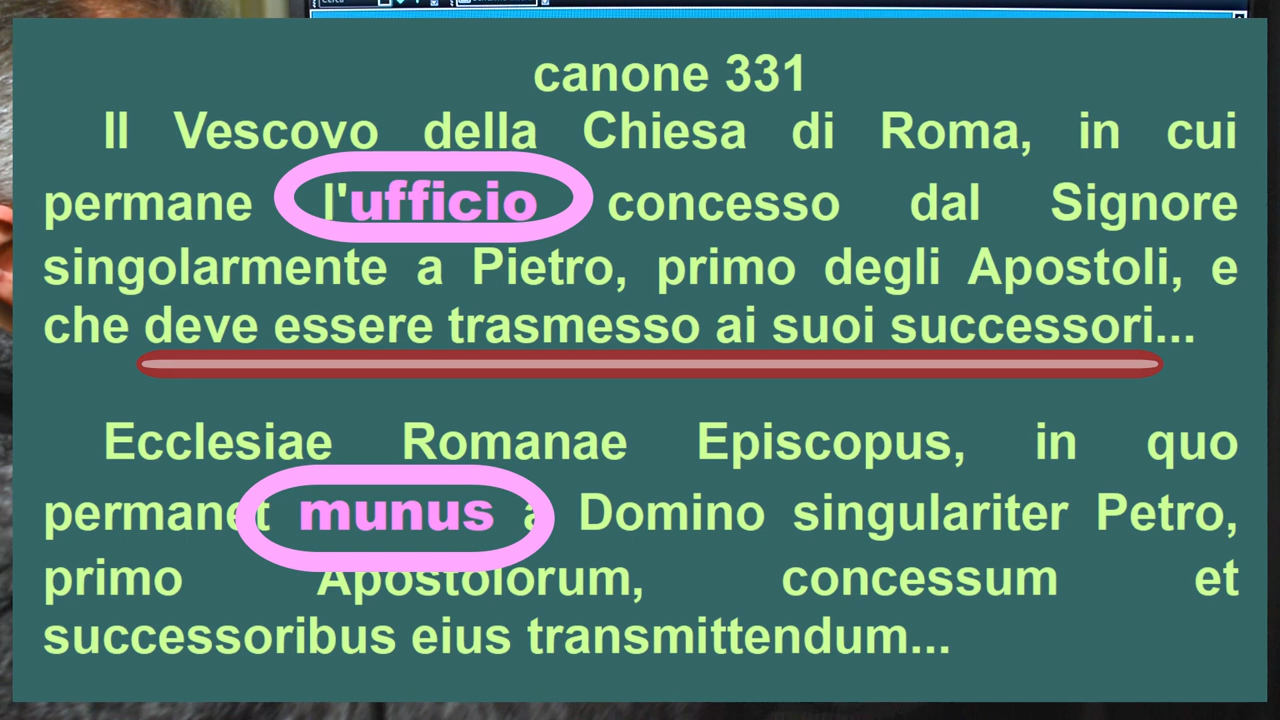 canone 331
Il Vescovo della Chiesa di Roma, in cui
permane l'ufficio concesso dal Signore
singolarmente a Pietro, primo degli Apostoli, e
che deve essere trasmesso ai suoi successori...
Ecclesiae Romanae Episcopus, in quo
permanet munus a Domino singulariter Petro,
primo Apostolorum, concessum et
successoribus eius transmittendum...